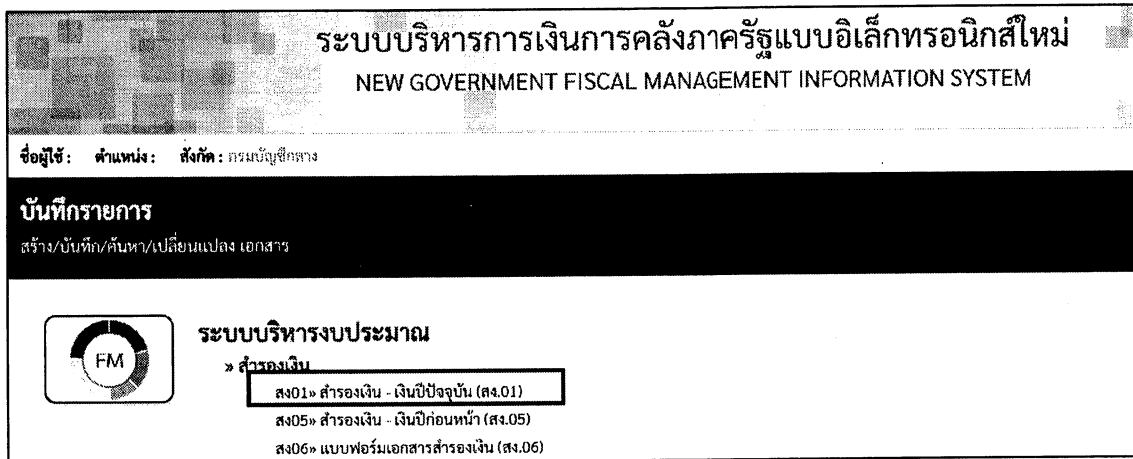 ระบบบริหารการเงินการคลังภาครัฐแบบอิเล็กทรอนิกส์ใหม่
NEW GOVERNMENT FISCAL MANAGEMENT INFORMATION SYSTEM
ชื่อผู้ใช้ : ตำแหน่ง : สังกัด : กรมบัญชีกลาง
บันทึกรายการ
สร้าง/บันทึก/ค้นหา/เปลี่ยนแปลง เอกสาร
FM
ระบบบริหารงบประมาณ
» สำรองเงิน
สง01» สำรองเงิน - เงินปีปัจจุบัน (สง.01)
สง05» สำรองเงิน - เงินปีก่อนหน้า (สง.05)
สง06» แบบฟอร์มเอกสารสำรองเงิน (สง.06)